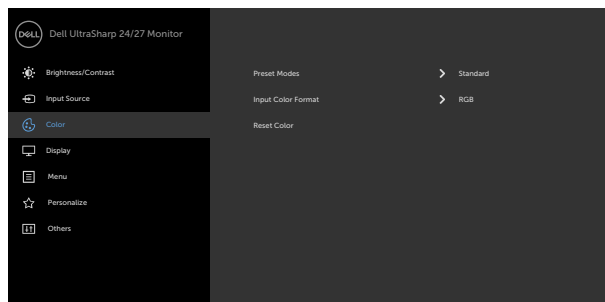 DELL Dell UltraSharp 24/27 Monitor
Brightness/Contrast
Preset Modes Standard
Input Source
Input Color Format RGB
Color
Reset Color
Display
Menu
Personalize
Others